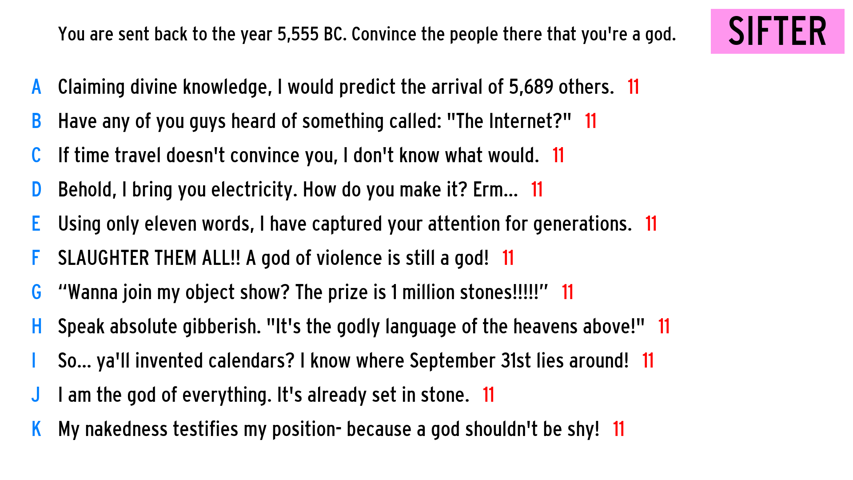 You are sent back to the year 5,555 BC. Convince the people there that you're a god.
SIFTER
A Claiming divine knowledge, I would predict the arrival of 5,689 others. 11
B Have any of you guys heard of something called: "The Internet?" 11
C If time travel doesn't convince you, I don't know what would. 11
D Behold, I bring you electricity. How do you make it? Erm... 11
E Using only eleven words, I have captured your attention for generations. 11
F SLAUGHTER THEM ALL!! A god of violence is still a god! 11
G “Wanna join my object show? The prize is 1 million stones!!!!!” 11
H Speak absolute gibberish. "It's the godly language of the heavens above!" 11
I So... ya'll invented calendars? I know where September 31st lies around! 11
J I am the god of everything. It's already set in stone. 11
K My nakedness testifies my position- because a god shouldn't be shy! 11